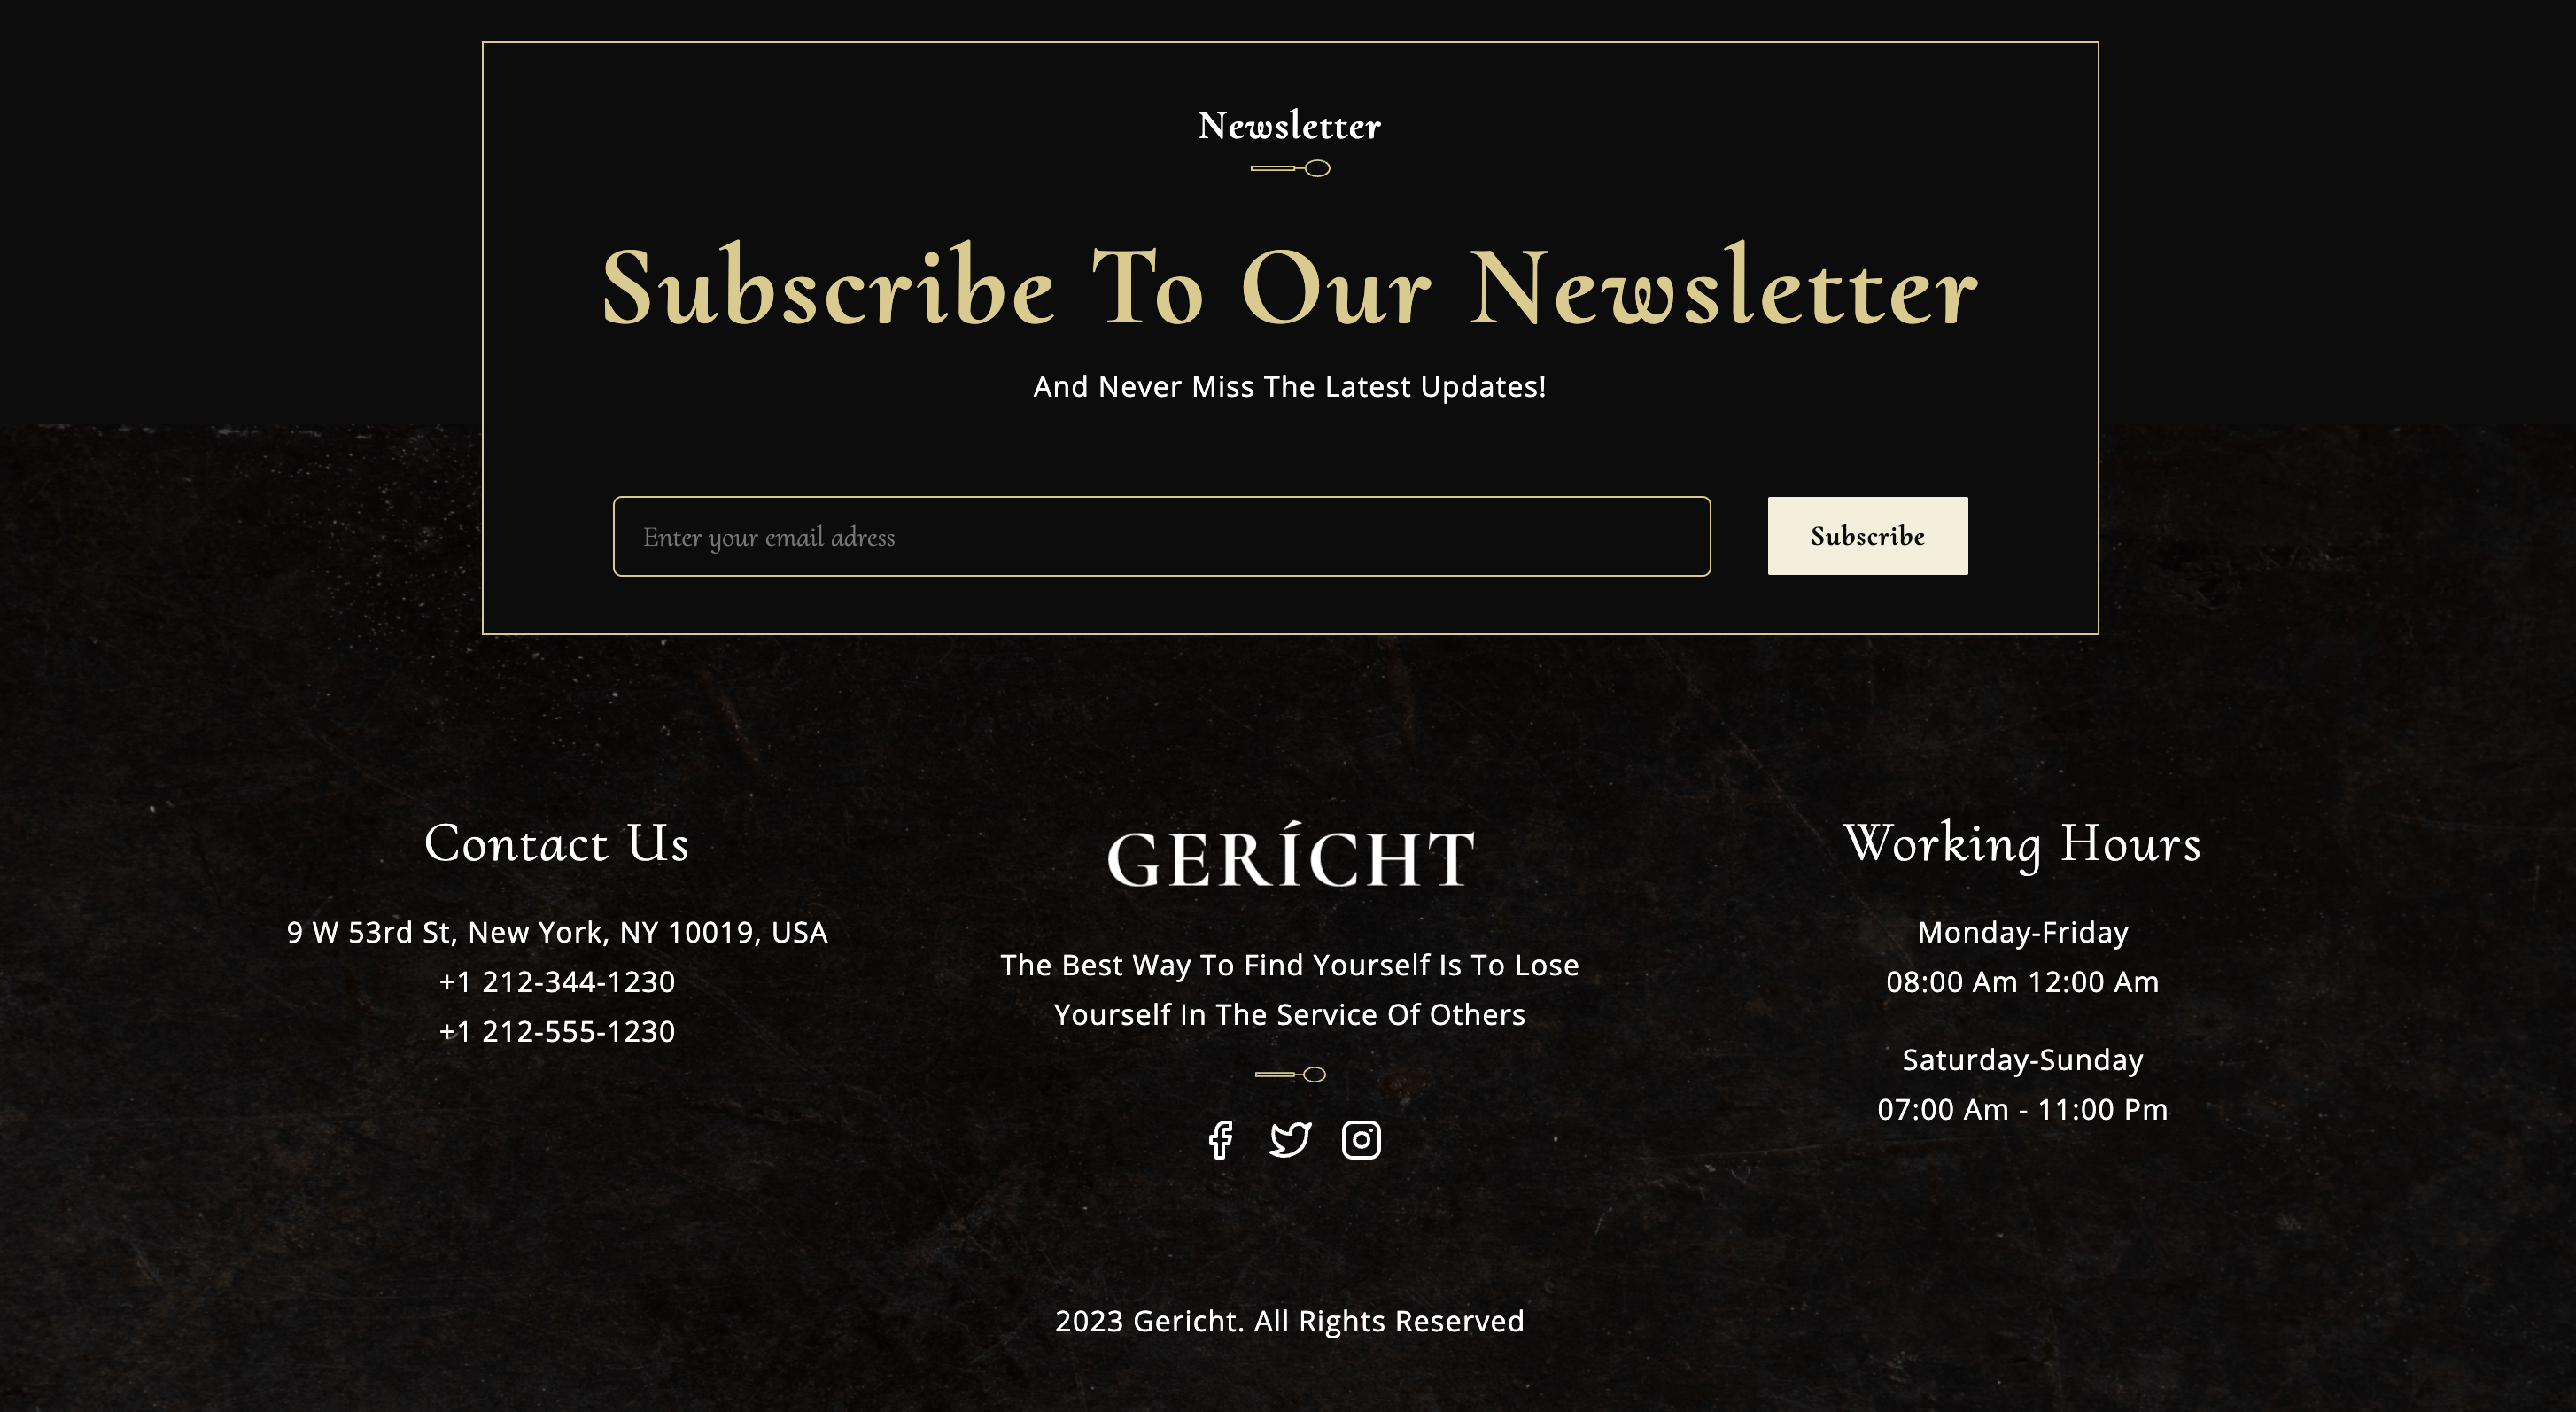 Newsletter
Subscribe To Our Newsletter
And Never Miss The Latest Updates!
Enter your email adress
Subscribe
Contact Us
9 W 53rd St, New York, NY 10019, USA
+1 212-344-1230
+1 212-555-1230
GERÍCHT
The Best Way To Find Yourself Is To Lose
Yourself In The Service Of Others
Working Hours
Monday-Friday
08:00 Am 12:00 Am
Saturday-Sunday
07:00 Am - 11:00 Pm
2023 Gericht. All Rights Reserved